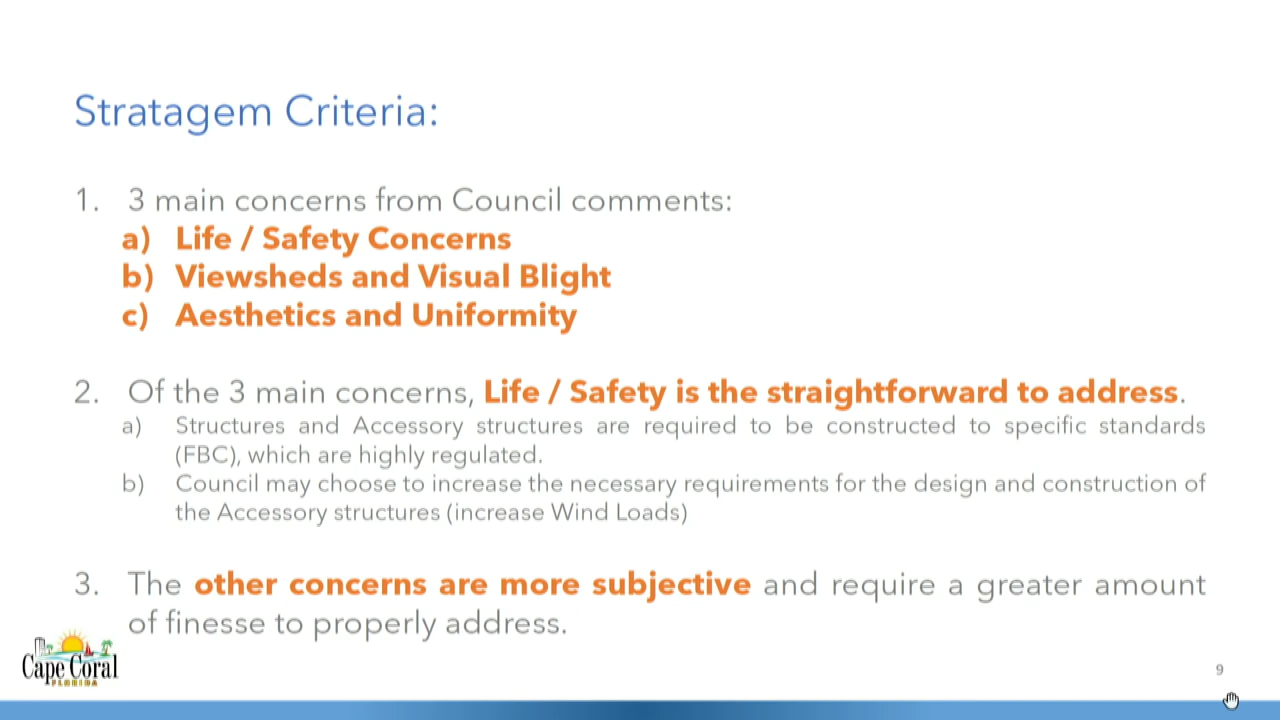 Stratagem Criteria:
1. 3 main concerns from Council comments:
a) Life / Safety Concerns
b) Viewsheds and Visual Blight
c) Aesthetics and Uniformity
2. Of the 3 main concerns, Life / Safety is the straightforward to address.
a) Structures and Accessory structures are required to be constructed to specific standards
(FBC), which are highly regulated.
b) Council may choose to increase the necessary requirements for the design and construction of
the Accessory structures (increase Wind Loads)
3. The other concerns are more subjective and require a greater amount
of finesse to properly address.
Cape Coral
FLORIDA
9